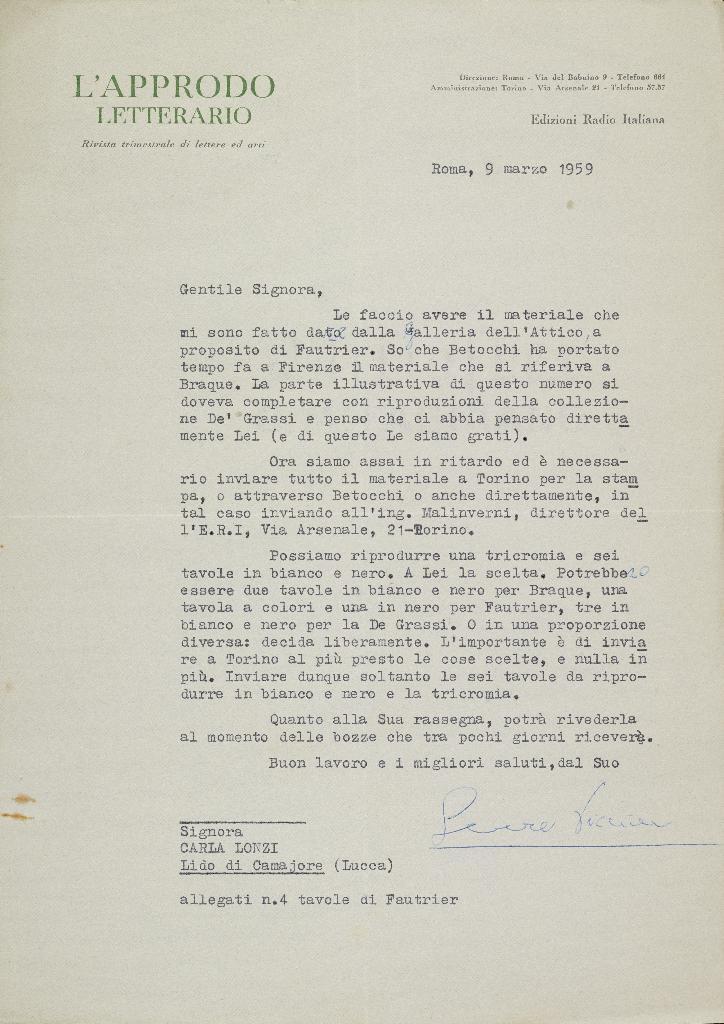 L'APPRODO
LETTERARIO
Rivista trimestrale di lettere ed arti
Direzione: Roma - Via del Babuino 9 - Telefono 664
Amministrazione: Torino - Via Arsenale 21 - Telefono 57.57
Edizioni Radio Italiana
Roma, 9 marzo 1959
Gentile Signora,
Le faccio avere il materiale che
mi sono fatto dare dalla galleria dell'Attico,a
proposito di Fautrier. So che Betocchi ha portato
tempo fa a Firenze il materiale che si riferiva a
Braque. La parte illustrativa di questo numero si
doveva completare con riproduzioni della collezio-
ne De' Grassi e penso che ci abbia pensato diretta
mente Lei (e di questo Le siamo grati).
Ora siamo assai in ritardo ed è necessa-
rio inviare tutto il materiale a Torino per la stam
pa, o attraverso Betocchi o anche direttamente, in
tal caso inviando all'ing. Malinverni, direttore del
l'E.R.I, Via Arsenale, 21-Torino.
Possiamo riprodurre una tricromia e sei
tavole in bianco e nero. A Lei la scelta. Potrebbero
essere due tavole in bianco e nero per Braque, una
tavola a colori e una in nero per Fautrier, tre in
bianco e nero per la De Grassi. O in una proporzione
diversa: decida liberamente. L'importante è di invia
re a Torino al più presto le cose scelte, e nulla in
più. Inviare dunque soltanto le sei tavole da ripro-
durre in bianco e nero e la tricromia.
Quanto alla Sua rassegna, potrà rivederla
al momento delle bozze che tra pochi giorni riceverà.
Buon lavoro e i migliori saluti,dal Suo
Signora
CARLA LONZI
Lido di Camajore (Lucca)
allegati n.4 tavole di Fautrier